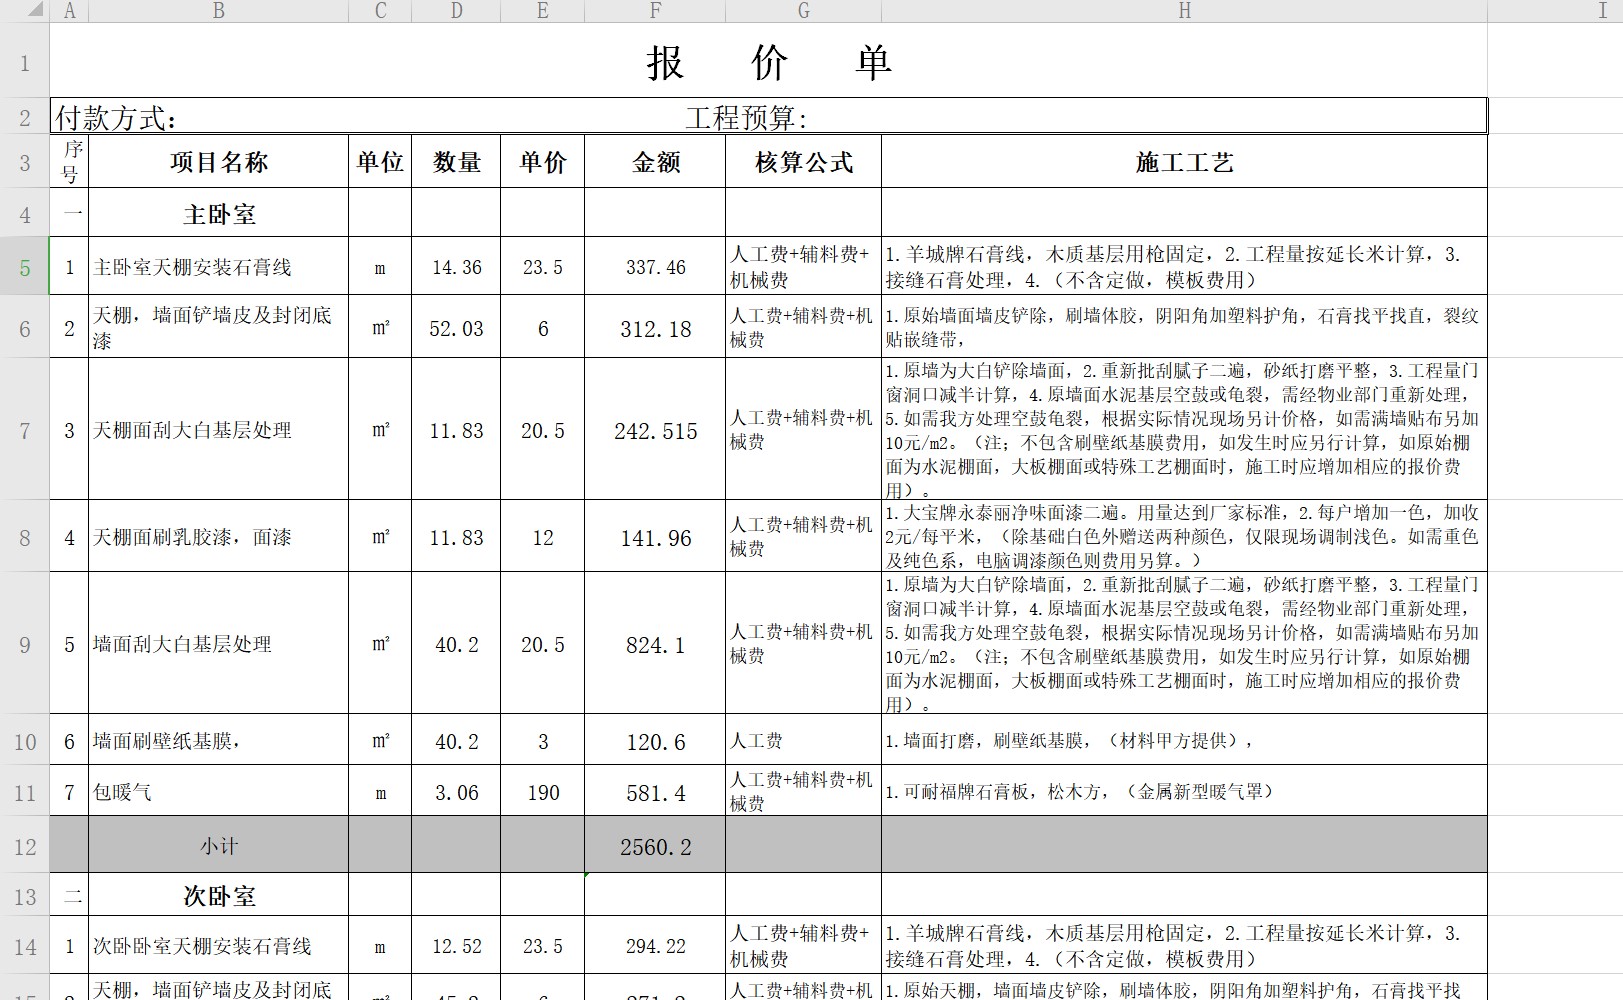 A B C D E F G H I
1 报 价 单
2 付款方式： 工程预算:
3 序号 项目名称 单位 数量 单价 金额 核算公式 施工工艺
4 一 主卧室
5 1 主卧室天棚安装石膏线 m 14.36 23.5 337.46 人工费+辅料费+
机械费 1.羊城牌石膏线，木质基层用枪固定，2.工程量按延长米计算，3.
接缝石膏处理，4.（不含定做，模板费用）
6 2 天棚，墙面铲墙皮及封闭底
漆 m² 52.03 6 312.18 人工费+辅料费+机
械费 1.原始墙面墙皮铲除，刷墙体胶，阴阳角加塑料护角，石膏找平找直，裂纹
贴嵌缝带，
7 3 天棚面刮大白基层处理 m² 11.83 20.5 242.515 人工费+辅料费+机
械费 1.原墙为大白铲除墙面，2.重新批刮腻子二遍，砂纸打磨平整，3.工程量门
窗洞口减半计算，4.原墙面水泥基层空鼓或龟裂，需经物业部门重新处理，
5.如需我方处理空鼓龟裂，根据实际情况现场另计价格，如需满墙贴布另加
10元/m2。（注；不包含刷壁纸基膜费用，如发生时应另行计算，如原始棚
面为水泥棚面，大板棚面或特殊工艺棚面时，施工时应增加相应的报价费
用）。
8 4 天棚面刷乳胶漆，面漆 m² 11.83 12 141.96 人工费+辅料费+机
械费 1.大宝牌永泰丽净味面漆二遍。用量达到厂家标准，2.每户增加一色，加收
2元/每平米，（除基础白色外赠送两种颜色，仅限现场调制浅色。如需重色
及纯色系，电脑调漆颜色则费用另算。）
9 5 墙面刮大白基层处理 m² 40.2 20.5 824.1 人工费+辅料费+机
械费 1.原墙为大白铲除墙面，2.重新批刮腻子二遍，砂纸打磨平整，3.工程量门
窗洞口减半计算，4.原墙面水泥基层空鼓或龟裂，需经物业部门重新处理，
5.如需我方处理空鼓龟裂，根据实际情况现场另计价格，如需满墙贴布另加
10元/m2。（注；不包含刷壁纸基膜费用，如发生时应另行计算，如原始棚
面为水泥棚面，大板棚面或特殊工艺棚面时，施工时应增加相应的报价费
用）。
10 6 墙面刷壁纸基膜， m² 40.2 3 120.6 人工费 1.墙面打磨，刷壁纸基膜，（材料甲方提供），
11 7 包暖气 m 3.06 190 581.4 人工费+辅料费+机
械费 1.可耐福牌石膏板，松木方，（金属新型暖气罩）
12 小计 2560.2
13 二 次卧室
14 1 次卧卧室天棚安装石膏线 m 12.52 23.5 294.22 人工费+辅料费+
机械费 1.羊城牌石膏线，木质基层用枪固定，2.工程量按延长米计算，3.
接缝石膏处理，4.（不含定做，模板费用）
天棚，墙面铲墙皮及封闭底 人工费+辅料费+机 1.原始天棚，墙面墙皮铲除，刷墙体胶，阴阳角加塑料护角，石膏找平找